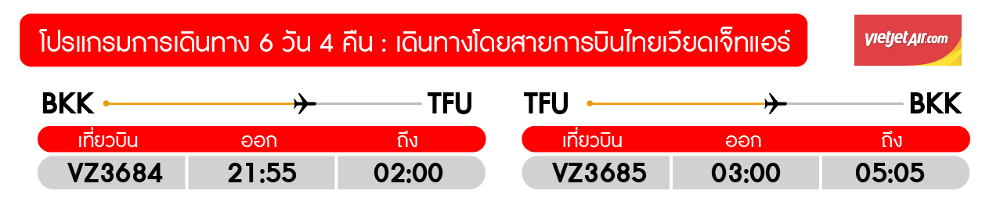 โปรแกรมการเดินทาง 6 วัน 4 คืน : เดินทางโดยสายการบินไทยเวียดเจ็ทแอร์
vietjetAir.com
BKK TFU
เที่ยวบิน ออก ถึง
VZ3684 21:55 02:00
TFU BKK
เที่ยวบิน ออก ถึง
VZ3685 03:00 05:05